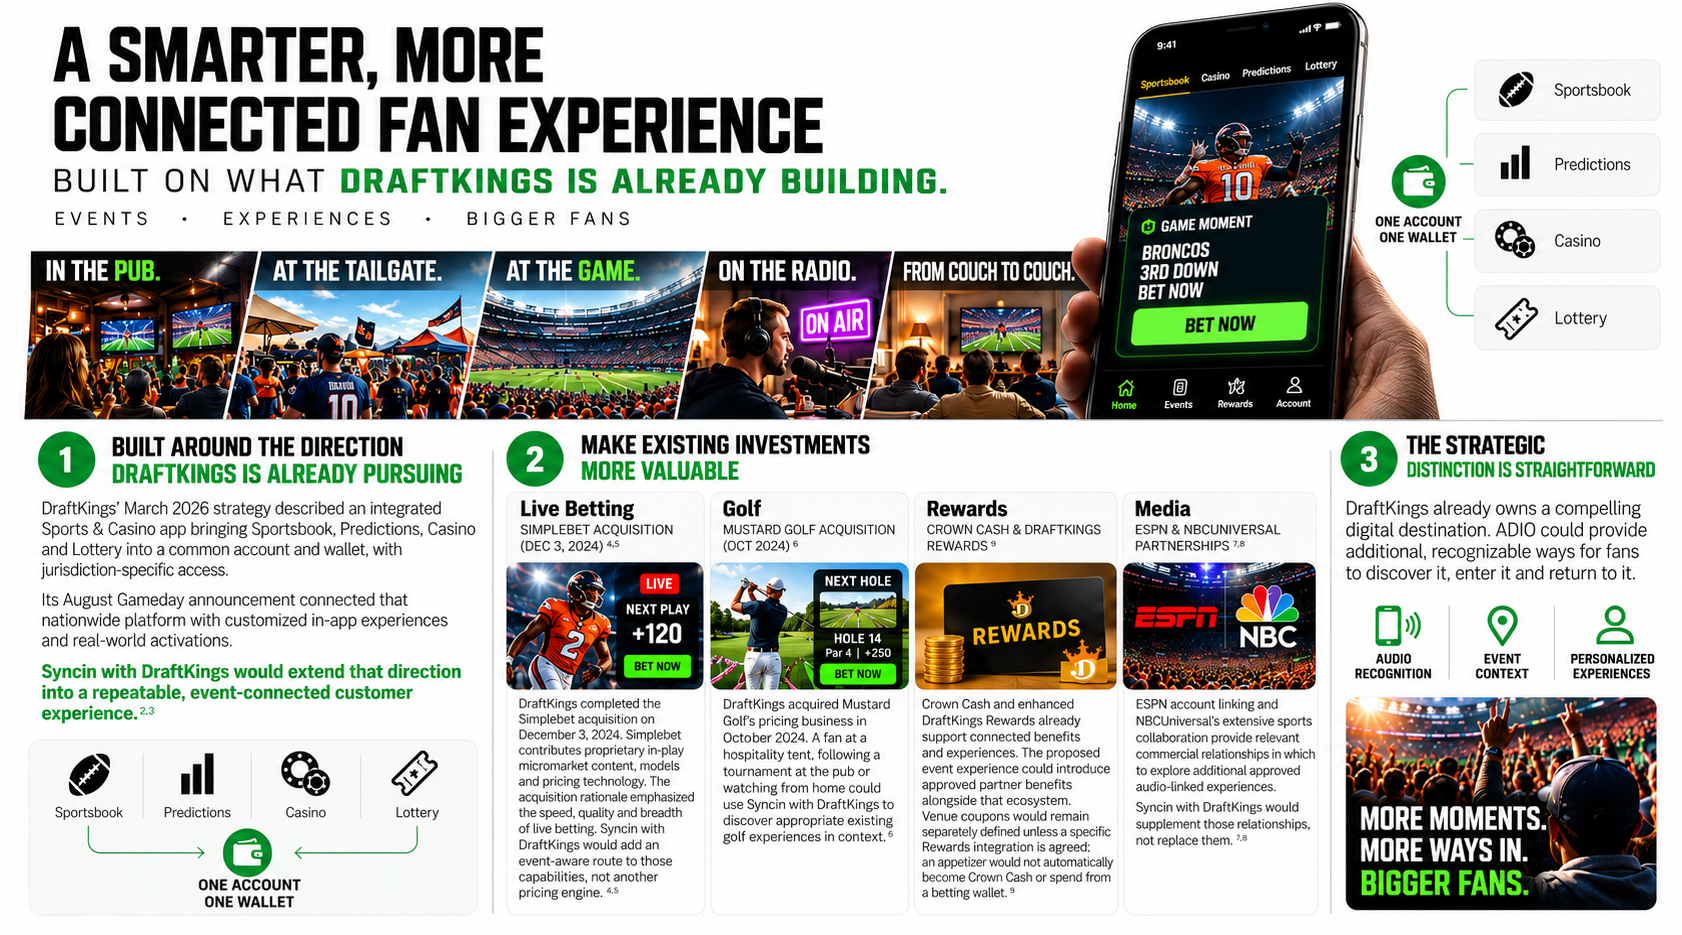 A SMARTER, MORE
CONNECTED FAN EXPERIENCE
BUILT ON WHAT DRAFTKINGS IS ALREADY BUILDING.
EVENTS • EXPERIENCES • BIGGER FANS
IN THE PUB.
AT THE TAILGATE.
AT THE GAME.
ON THE RADIO.
ON AIR
FROM COUCH TO COUCH.
10
9:41
Sportsbook Casino Predictions Lottery
10
GAME MOMENT
BRONCOS
3RD DOWN
BET NOW
BET NOW
Home Events Rewards Account
ONE ACCOUNT
ONE WALLET
Sportsbook
Predictions
Casino
Lottery
1
BUILT AROUND THE DIRECTION
DRAFTKINGS IS ALREADY PURSUING
DraftKings' March 2026 strategy described an integrated
Sports & Casino app bringing Sportsbook, Predictions, Casino
and Lottery into a common account and wallet, with
jurisdiction-specific access.
Its August Gameday announcement connected that
nationwide platform with customized in-app experiences
and real-world activations.
Syncin with DraftKings would extend that direction
into a repeatable, event-connected customer
experience. 2,3
Sportsbook Predictions Casino Lottery
ONE ACCOUNT
ONE WALLET
2
MAKE EXISTING INVESTMENTS
MORE VALUABLE
Live Betting
SIMPLEBET ACQUISITION
(DEC 3, 2024) 4,5
2
LIVE
NEXT PLAY
+120
BET NOW
DraftKings completed the
Simplebet acquisition on
December 3, 2024. Simplebet
contributes proprietary in-play
micromarket content, models
and pricing technology. The
acquisition rationale emphasized
the speed, quality and breadth
of live betting. Syncin with
DraftKings would add an
event-aware route to those
capabilities, not another
pricing engine. 4,5
Golf
MUSTARD GOLF ACQUISITION
(OCT 2024) 6
NEXT HOLE
HOLE 14
Par 4 | +250
BET NOW
DraftKings acquired Mustard
Golf's pricing business in
October 2024. A fan at a
hospitality tent, following a
tournament at the pub or
watching from home could
use Syncin with DraftKings to
discover appropriate existing
golf experiences in context. 6
Rewards
CROWN CASH & DRAFTKINGS
REWARDS 9
D
REWARDS
D
Crown Cash and enhanced
DraftKings Rewards already
support connected benefits
and experiences. The proposed
event experience could introduce
approved partner benefits
alongside that ecosystem.
Venue coupons would remain
separately defined unless a specific
Rewards integration is agreed;
an appetizer would not automatically
become Crown Cash or spend from
a betting wallet. 9
Media
ESPN & NBCUNIVERSAL
PARTNERSHIPS 7,8
ESPN
NBC
ESPN account linking and
NBCUniversal's extensive sports
collaboration provide relevant
commercial relationships in which
to explore additional approved
audio-linked experiences.
Syncin with DraftKings would
supplement those relationships,
not replace them. 7,8
3
THE STRATEGIC
DISTINCTION IS STRAIGHTFORWARD
DraftKings already owns a compelling
digital destination. ADIO could provide
additional, recognizable ways for fans
to discover it, enter it and return to it.
AUDIO
RECOGNITION
EVENT
CONTEXT
PERSONALIZED
EXPERIENCES
MORE MOMENTS.
MORE WAYS IN.
BIGGER FANS.